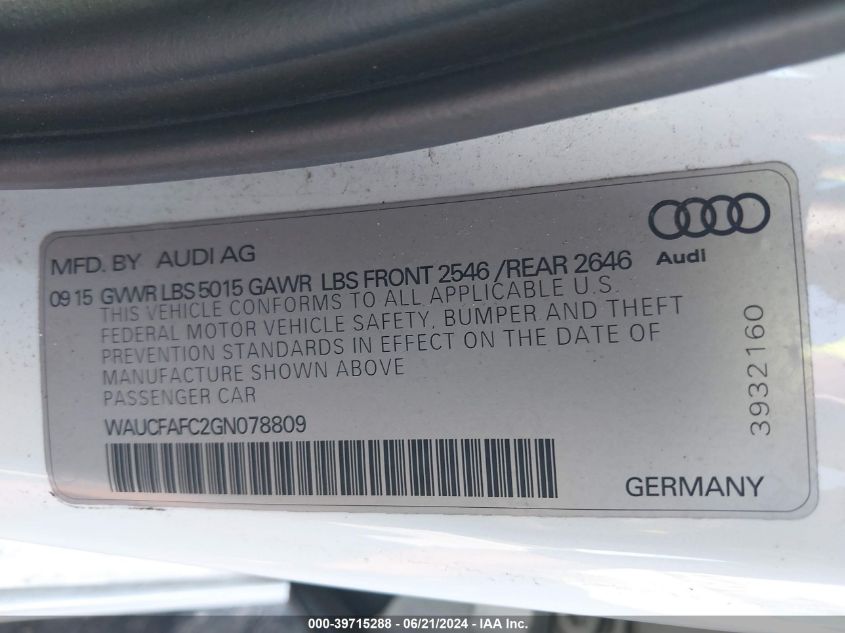 MFD. BY AUDI AG
Audi
09 15 GVWR LBS 5015 GAWR LBS FRONT 2546 /REAR 2646
THIS VEHICLE CONFORMS TO ALL APPLICABLE U.S.
FEDERAL MOTOR VEHICLE SAFETY, BUMPER AND THEFT
PREVENTION STANDARDS IN EFFECT ON THE DATE OF
MANUFACTURE SHOWN ABOVE
PASSENGER CAR
WAUCFAFC2GN078809
3932160
GERMANY
000-39715288 - 06/21/2024 - IAA Inc.